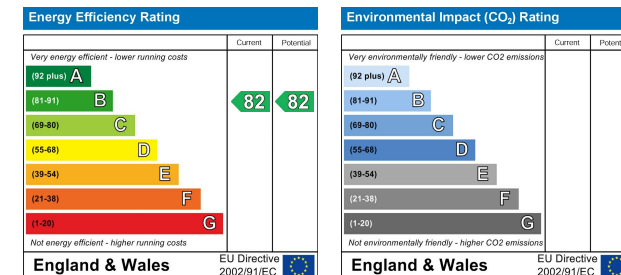 Energy Efficiency Rating
Current Potential
Very energy efficient - lower running costs
(92 plus) A
(81-91) B 82 82
(69-80) C
(55-68) D
(39-54) E
(21-38) F
(1-20) G
Not energy efficient - higher running costs
England & Wales
EU Directive
2002/91/EC
Environmental Impact (CO₂) Rating
Current Potent
Very environmentally friendly - lower CO2 emissions
(92 plus) A
(81-91) B
(69-80) C
(55-68) D
(39-54) E
(21-38) F
(1-20) G
Not environmentally friendly - higher CO2 emissions
England & Wales
EU Directive
2002/91/EC